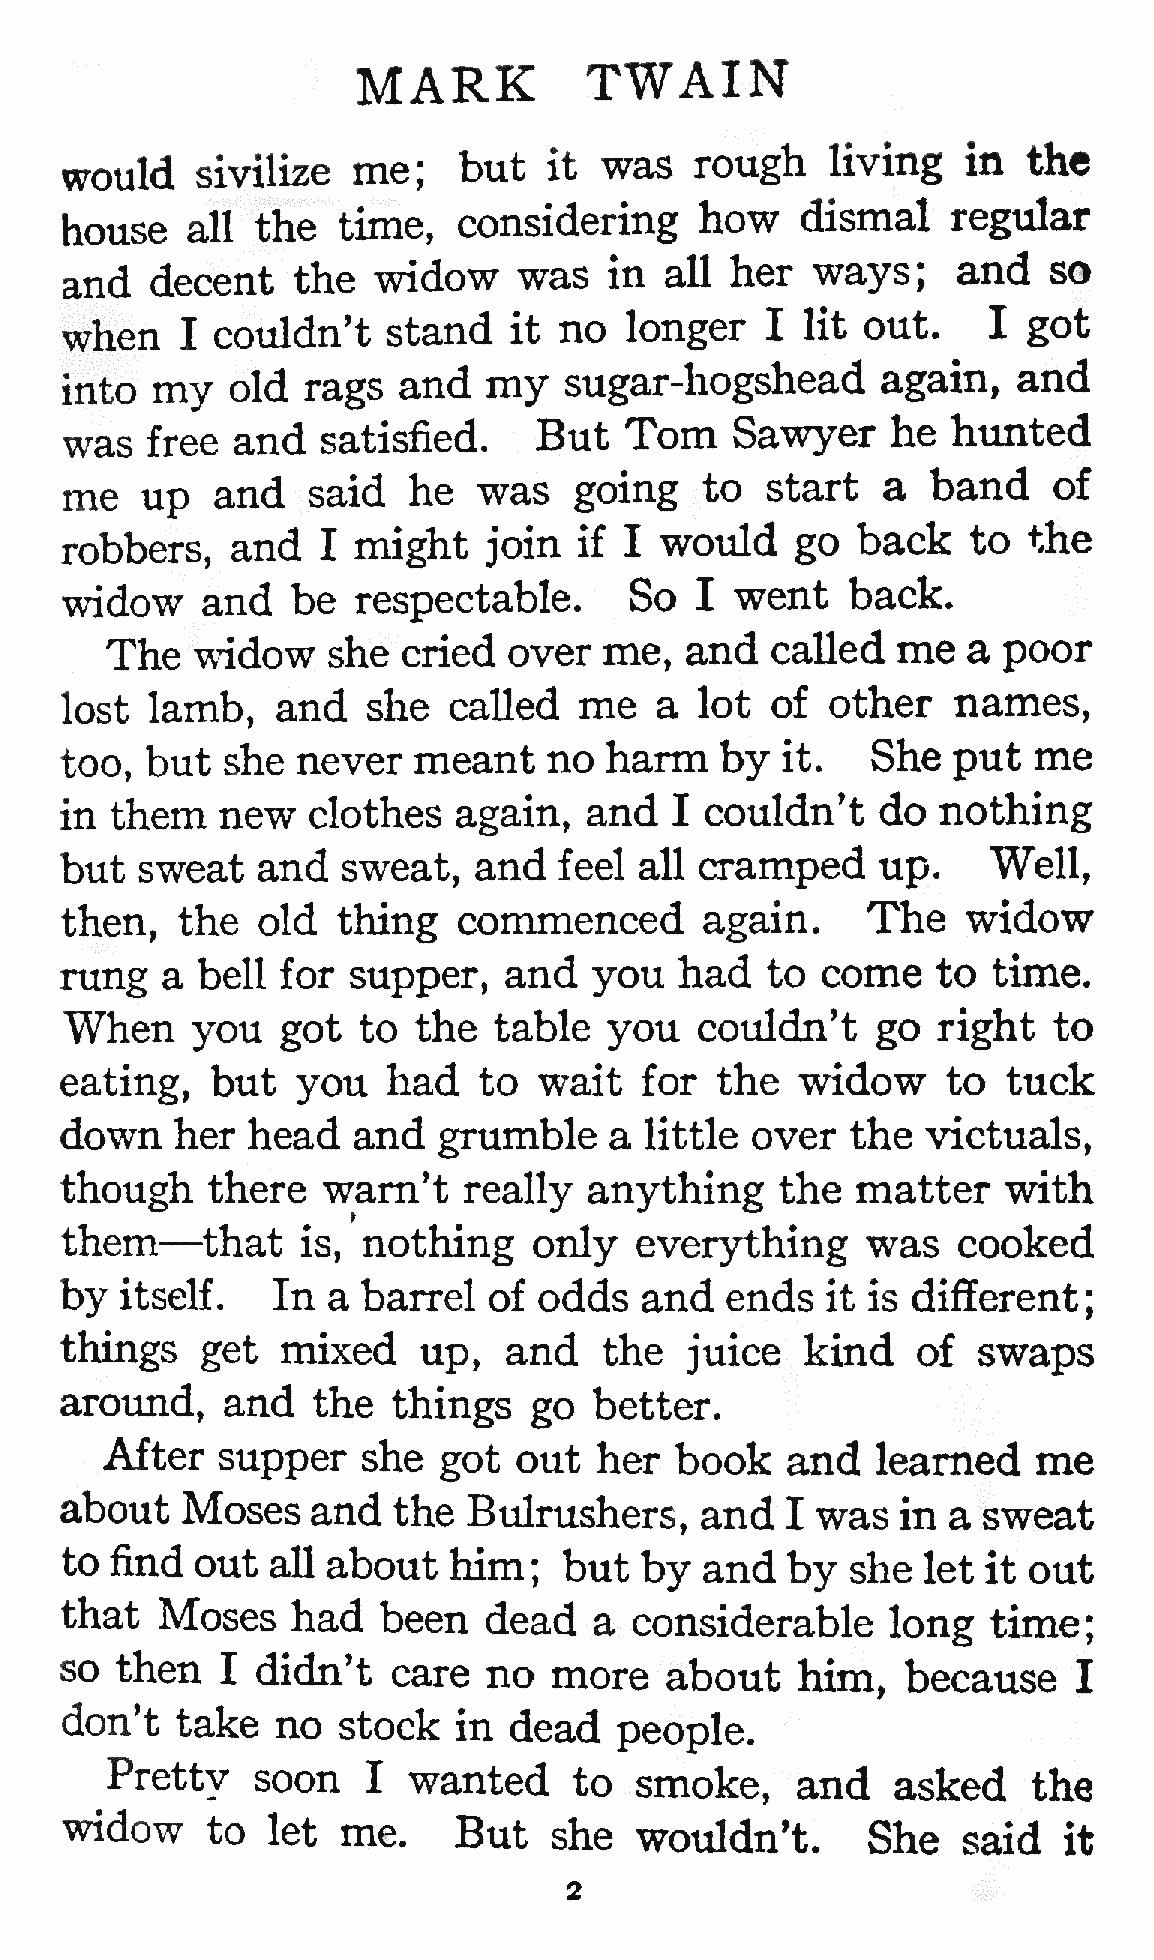 MARK TWAIN
would sivilize me; but it was rough living in the
house all the time, considering how dismal regular
and decent the widow was in all her ways; and so
when I couldn't stand it no longer I lit out. I got
into my old rags and my sugar-hogshead again, and
was free and satisfied. But Tom Sawyer he hunted
me up and said he was going to start a band of
robbers, and I might join if I would go back to the
widow and be respectable. So I went back.
The widow she cried over me, and called me a poor
lost lamb, and she called me a lot of other names,
too, but she never meant no harm by it. She put me
in them new clothes again, and I couldn't do nothing
but sweat and sweat, and feel all cramped up. Well,
then, the old thing commenced again. The widow
rung a bell for supper, and you had to come to time.
When you got to the table you couldn't go right to
eating, but you had to wait for the widow to tuck
down her head and grumble a little over the victuals,
though there warn't really anything the matter with
them—that is, nothing only everything was cooked
by itself. In a barrel of odds and ends it is different;
things get mixed up, and the juice kind of swaps
around, and the things go better.
After supper she got out her book and learned me
about Moses and the Bulrushers, and I was in a sweat
to find out all about him; but by and by she let it out
that Moses had been dead a considerable long time;
so then I didn't care no more about him, because I
don't take no stock in dead people.
Pretty soon I wanted to smoke, and asked the
widow to let me. But she wouldn't. She said it
2